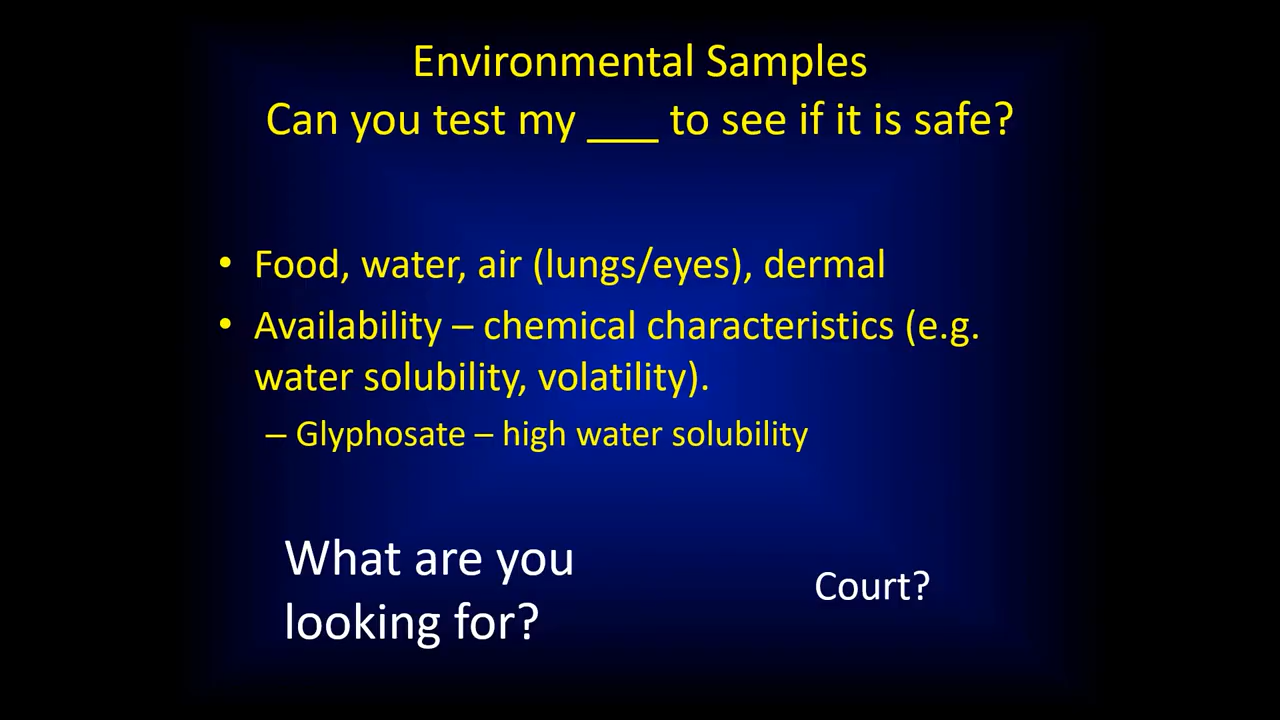 Environmental Samples
Can you test my ___ to see if it is safe?
• Food, water, air (lungs/eyes), dermal
• Availability – chemical characteristics (e.g.
water solubility, volatility).
– Glyphosate – high water solubility
What are you
looking for?
Court?